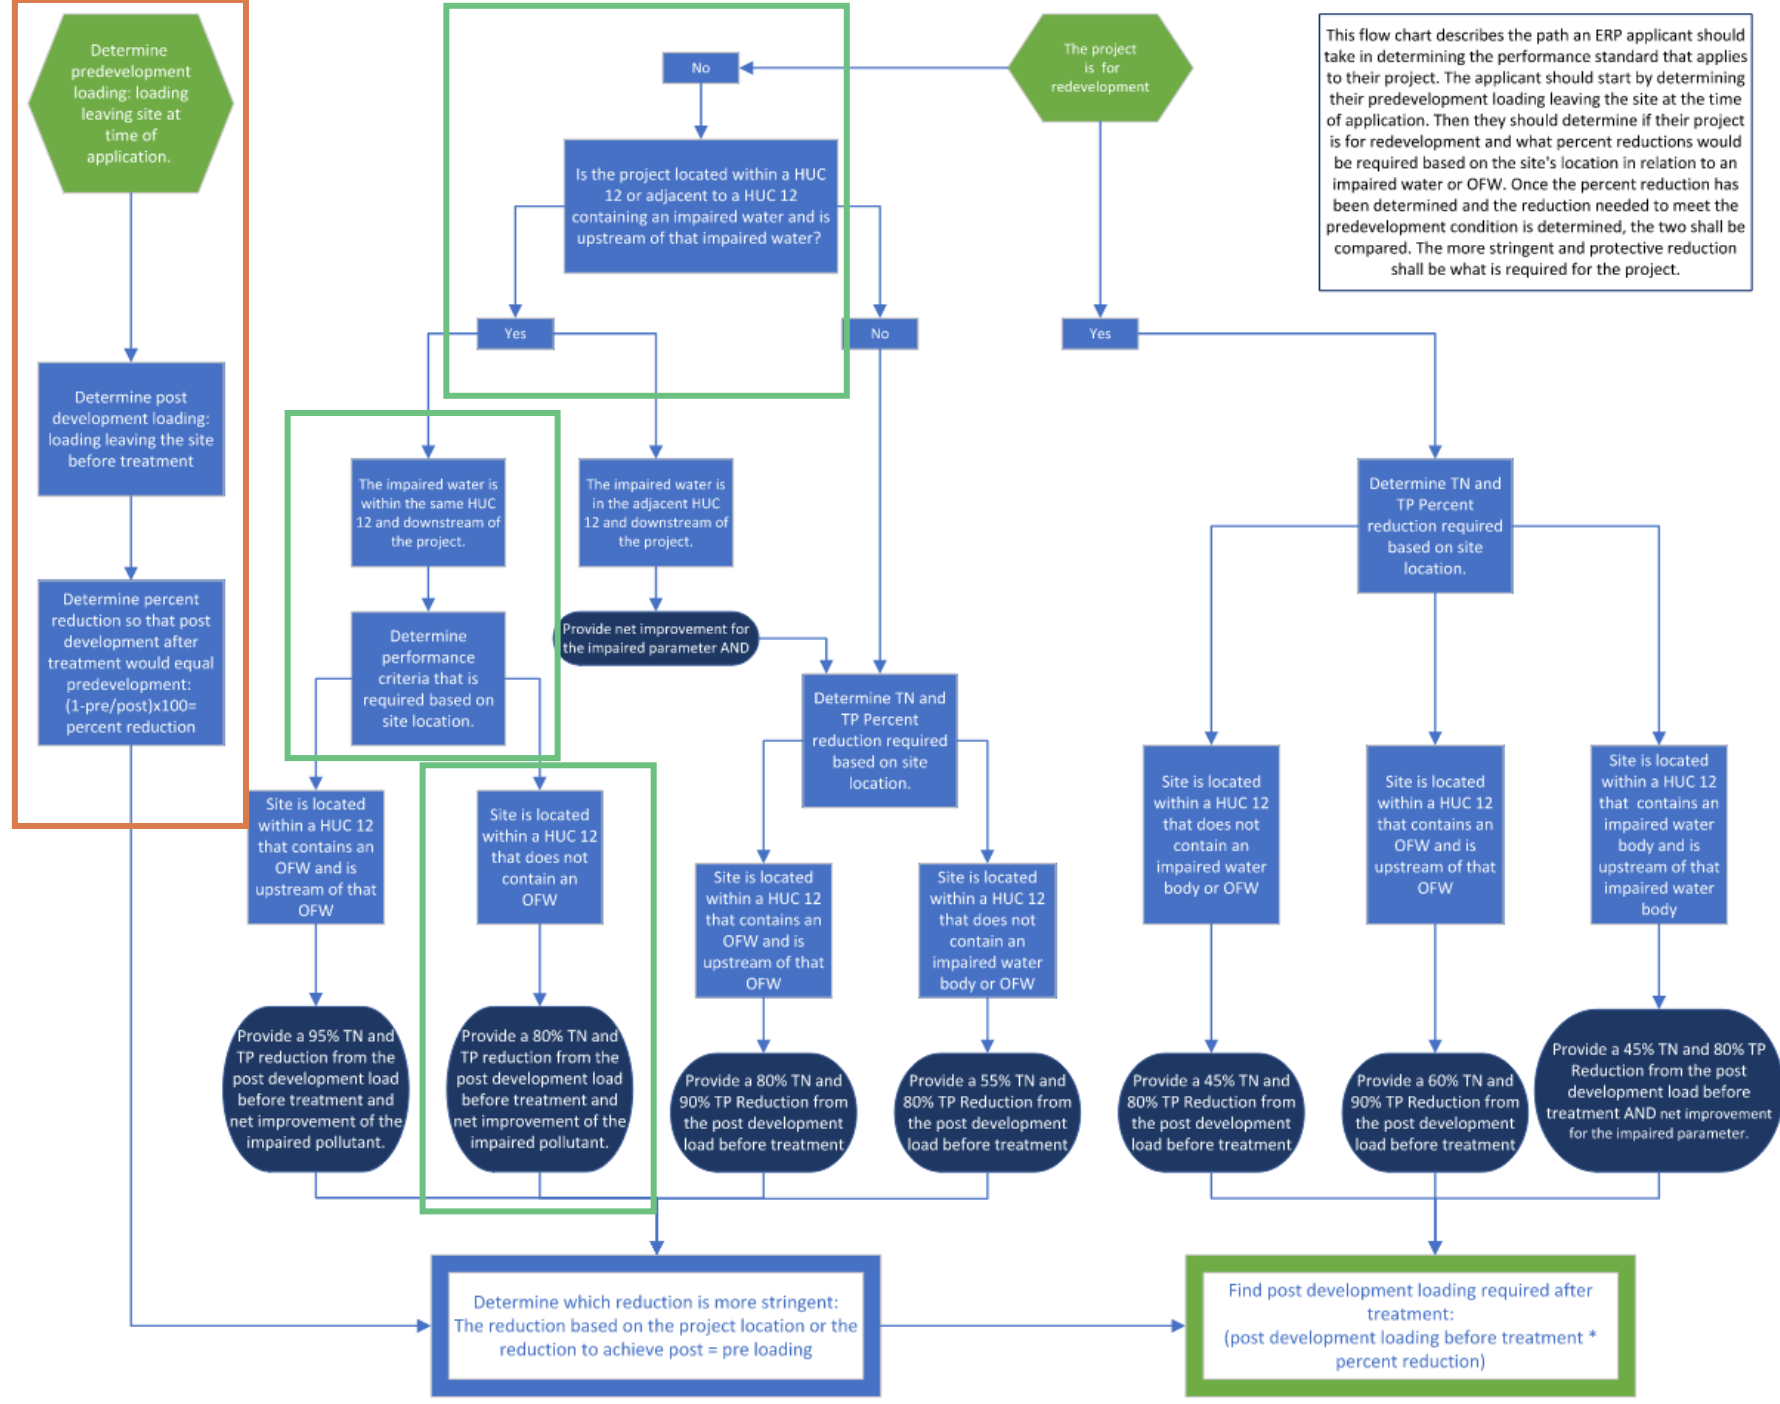 Determine
predevelopment
loading: loading
leaving site at
time of
application.
Determine post
development loading:
loading leaving the site
before treatment
Determine percent
reduction so that post
development after
treatment would equal
predevelopment:
(1-pre/post)x100=
percent reduction
The project
is for
redevelopment
No
Is the project located within a HUC
12 or adjacent to a HUC 12
containing an impaired water and is
upstream of that impaired water?
Yes
No
Yes
This flow chart describes the path an ERP applicant should
take in determining the performance standard that applies
to their project. The applicant should start by determining
their predevelopment loading leaving the site at the time
of application. Then they should determine if their project
is for redevelopment and what percent reductions would
be required based on the site's location in relation to an
impaired water or OFW. Once the percent reduction has
been determined and the reduction needed to meet the
predevelopment condition is determined, the two shall be
compared. The more stringent and protective reduction
shall be what is required for the project.
The impaired water is
within the same HUC
12 and downstream of
the project.
The impaired water is
in the adjacent HUC
12 and downstream of
the project.
Determine
performance
criteria that is
required based on
site location.
Provide net improvement for
the impaired parameter AND
Determine TN and
TP Percent
reduction required
based on site
location.
Determine TN and
TP Percent
reduction required
based on site
location.
Site is located
within a HUC 12
that contains an
OFW and is
upstream of that
OFW
Site is located
within a HUC 12
that does not
contain an
OFW
Site is located
within a HUC 12
that contains an
OFW and is
upstream of that
OFW
Site is located
within a HUC 12
that does not
contain an
impaired water
body or OFW
Site is located
within a HUC 12
that does not
contain an
impaired water
body or OFW
Site is located
within a HUC 12
that contains an
OFW and is
upstream of that
OFW
Site is located
within a HUC 12
that contains an
impaired water
body and is
upstream of that
impaired water
body
Provide a 95% TN and
TP reduction from the
post development load
before treatment and
net improvement of the
impaired pollutant.
Provide a 80% TN and
TP reduction from the
post development load
before treatment and
net improvement of the
impaired pollutant.
Provide a 80% TN and
90% TP Reduction from
the post development
load before treatment
Provide a 55% TN and
80% TP Reduction from
the post development
load before treatment
Provide a 45% TN and
80% TP Reduction from
the post development
load before treatment
Provide a 60% TN and
90% TP Reduction from
the post development
load before treatment
Provide a 45% TN and 80% TP
Reduction from the post
development load before
treatment AND net improvement
for the impaired parameter.
Determine which reduction is more stringent:
The reduction based on the project location or the
reduction to achieve post = pre loading
Find post development loading required after
treatment:
(post development loading before treatment *
percent reduction)